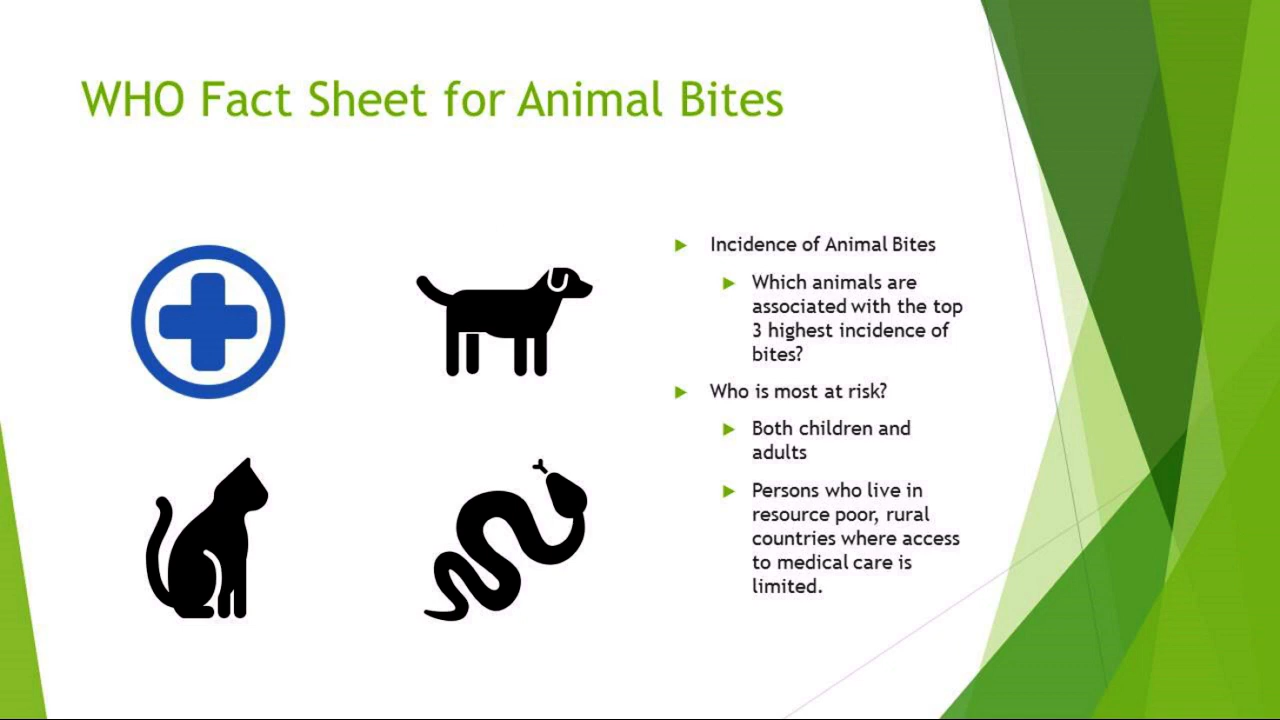 WHO Fact Sheet for Animal Bites
Incidence of Animal Bites
Which animals are
associated with the top
3 highest incidence of
bites?
Who is most at risk?
Both children and
adults
Persons who live in
resource poor, rural
countries where access
to medical care is
limited.